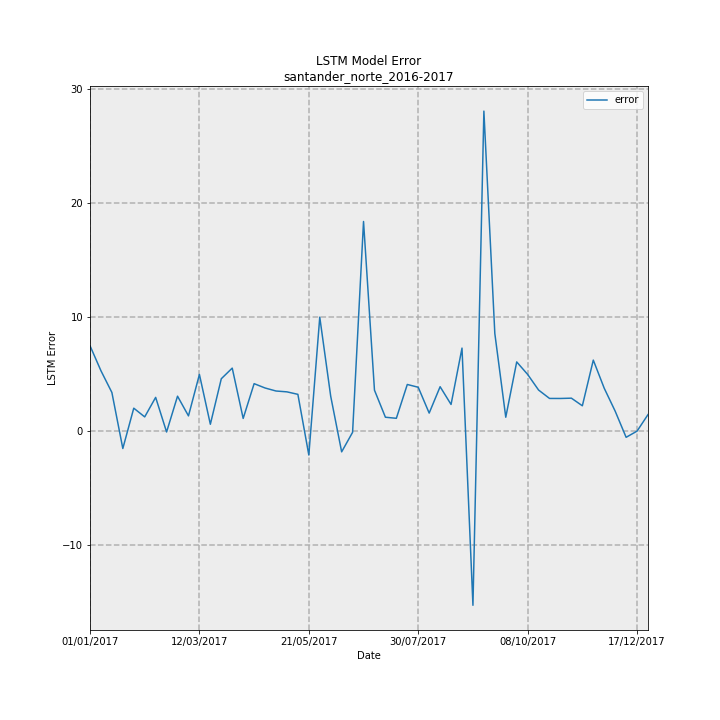 LSTM Model Error
santander_norte_2016-2017
error
30
20
10
0
−10
LSTM Error
01/01/2017 12/03/2017 21/05/2017 30/07/2017 08/10/2017 17/12/2017
Date